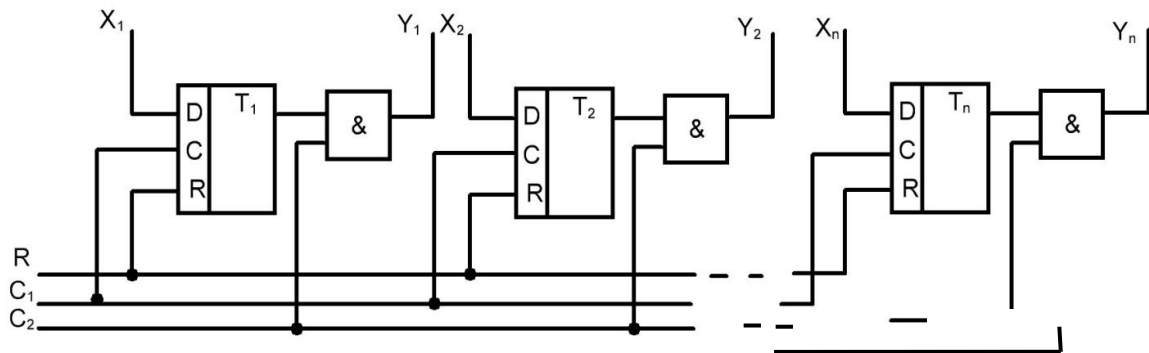 X₁ Y₁ X₂ Y₂ Xₙ Yₙ
D T₁ & D T₂ & D Tₙ &
C C C
R R R
R
C₁
C₂